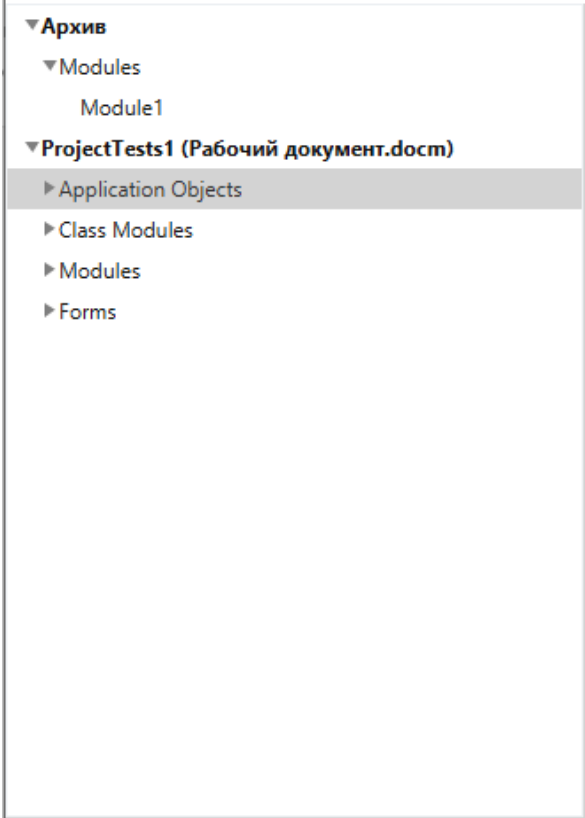 Архив
Modules
Module1
ProjectTests1 (Рабочий документ.docm)
Application Objects
Class Modules
Modules
Forms